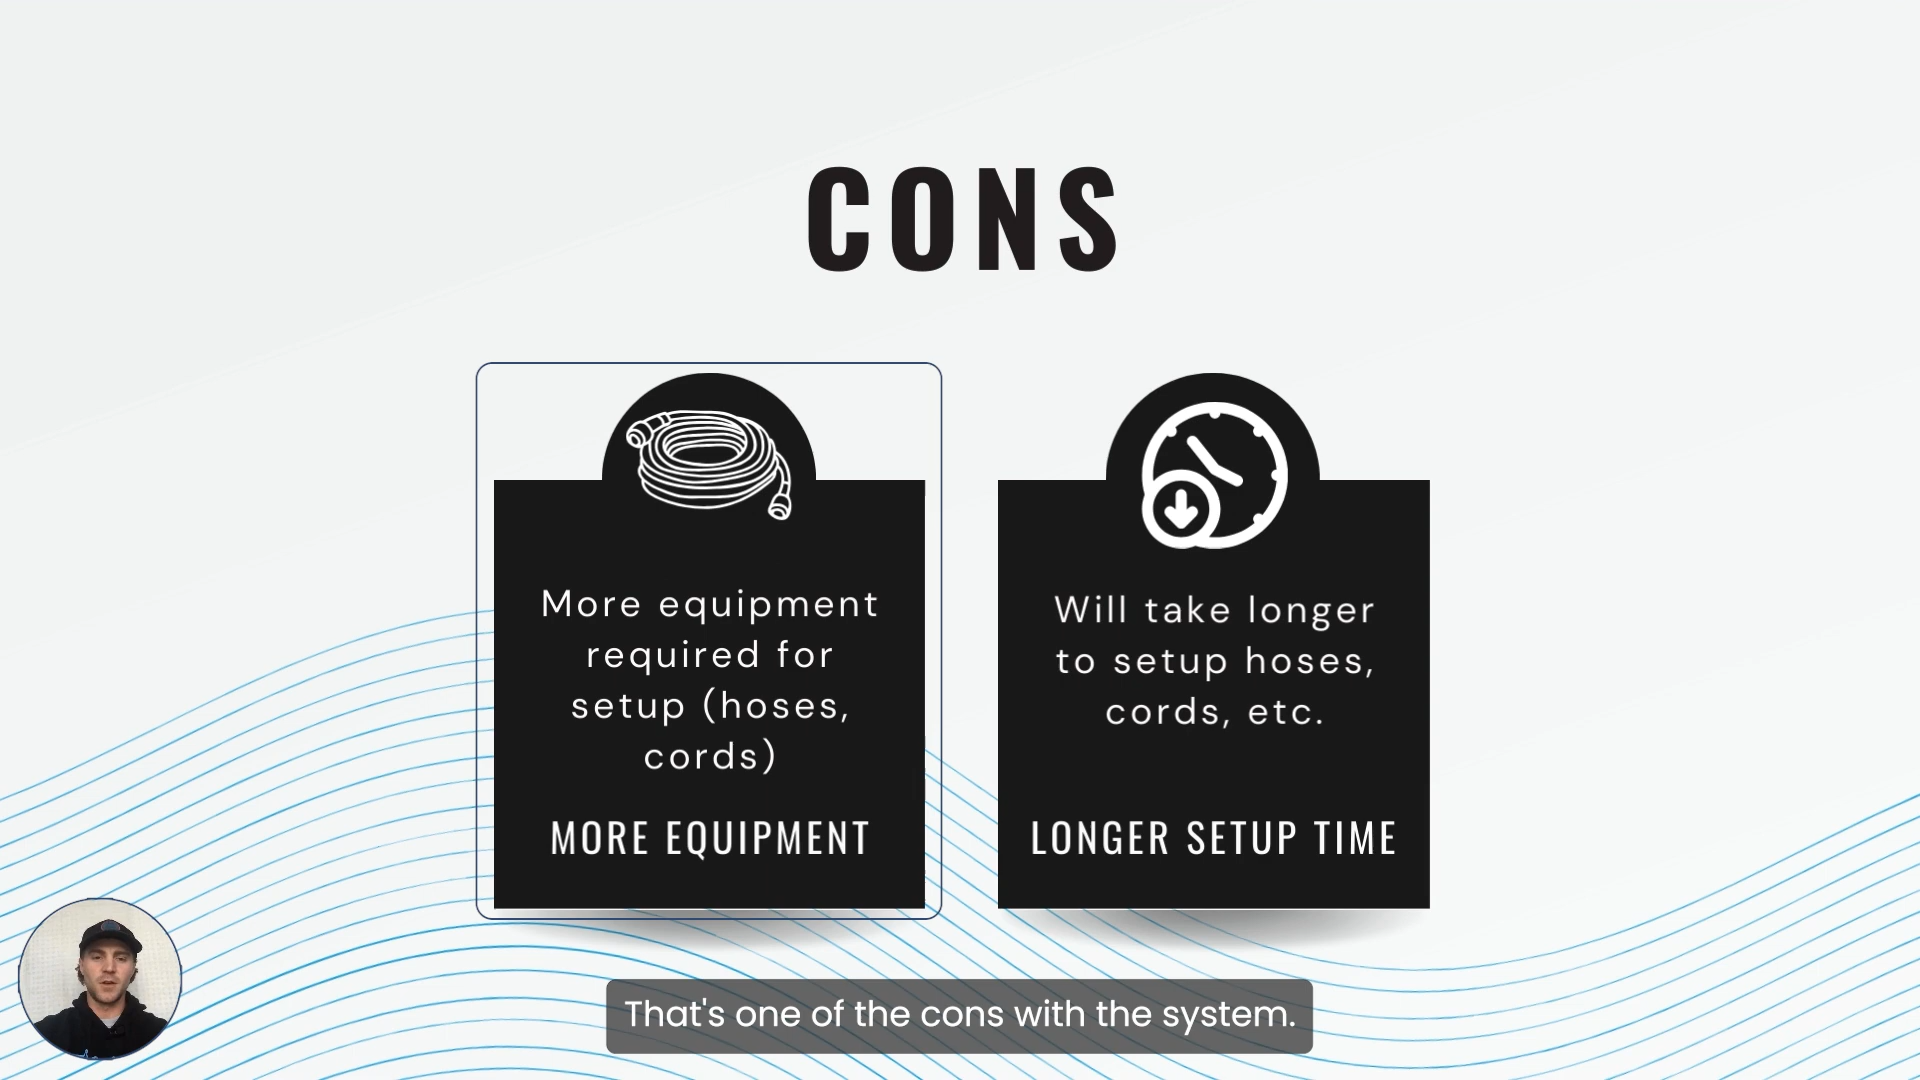 CONS
More equipment
required for
setup (hoses,
cords)
MORE EQUIPMENT
Will take longer
to setup hoses,
cords, etc.
LONGER SETUP TIME
That's one of the cons with the system.